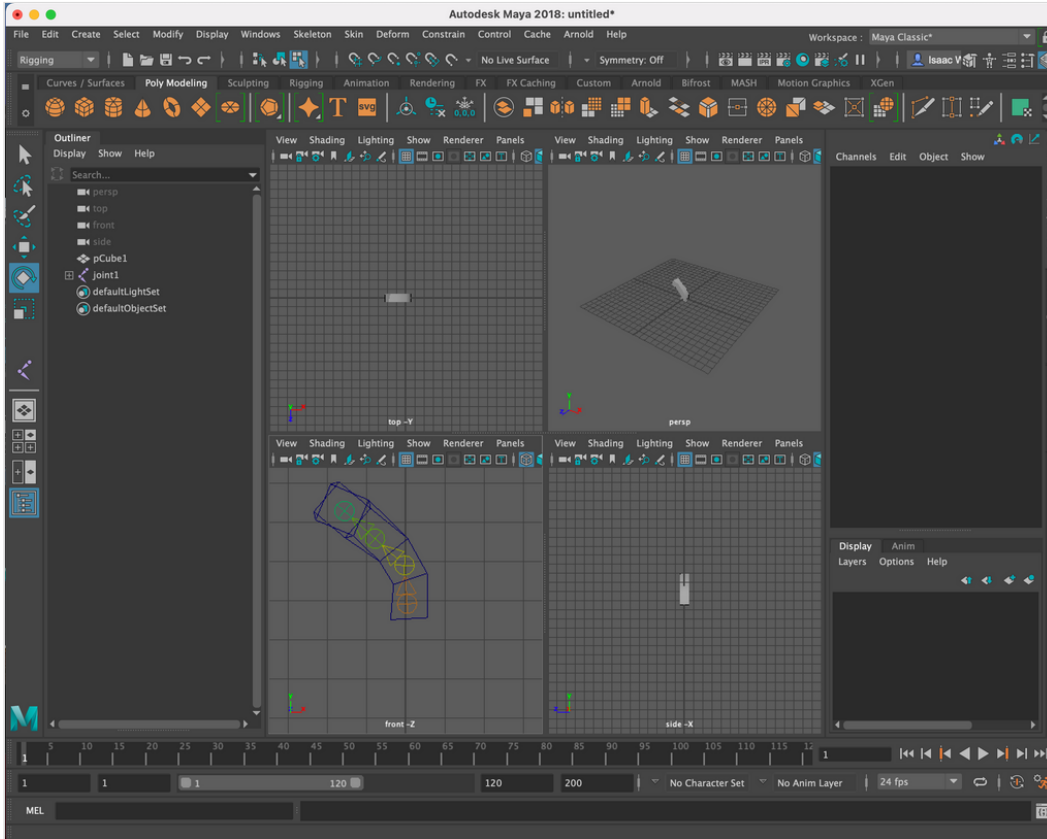 Autodesk Maya 2018: untitled*
File Edit Create Select Modify Display Windows Skeleton Skin Deform Constrain Control Cache Arnold Help Workspace : Maya Classic*
Rigging No Live Surface Symmetry: Off Isaac
Curves / Surfaces Poly Modeling Sculpting Rigging Animation Rendering FX FX Caching Custom Arnold Bifrost MASH Motion Graphics XGen
T SVG 0,0,0
Outliner
Display Show Help
Search...
persp
top
front
side
pCube1
joint1
defaultLightSet
defaultObjectSet
View Shading Lighting Show Renderer Panels
top -Y
View Shading Lighting Show Renderer Panels
persp
View Shading Lighting Show Renderer Panels
front -Z
View Shading Lighting Show Renderer Panels
side -X
Channels Edit Object Show
Display Anim
Layers Options Help
5 10 15 20 25 30 35 40 45 50 55 60 65 70 75 80 85 90 95 100 105 110 115 12
1 1
1 1 1 120 120 200 No Character Set No Anim Layer 24 fps
MEL